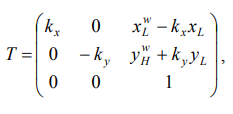 k_x 0 x_L^w − k_x x_L
T = 0 −k_y y_H^w + k_y y_L ,
0 0 1